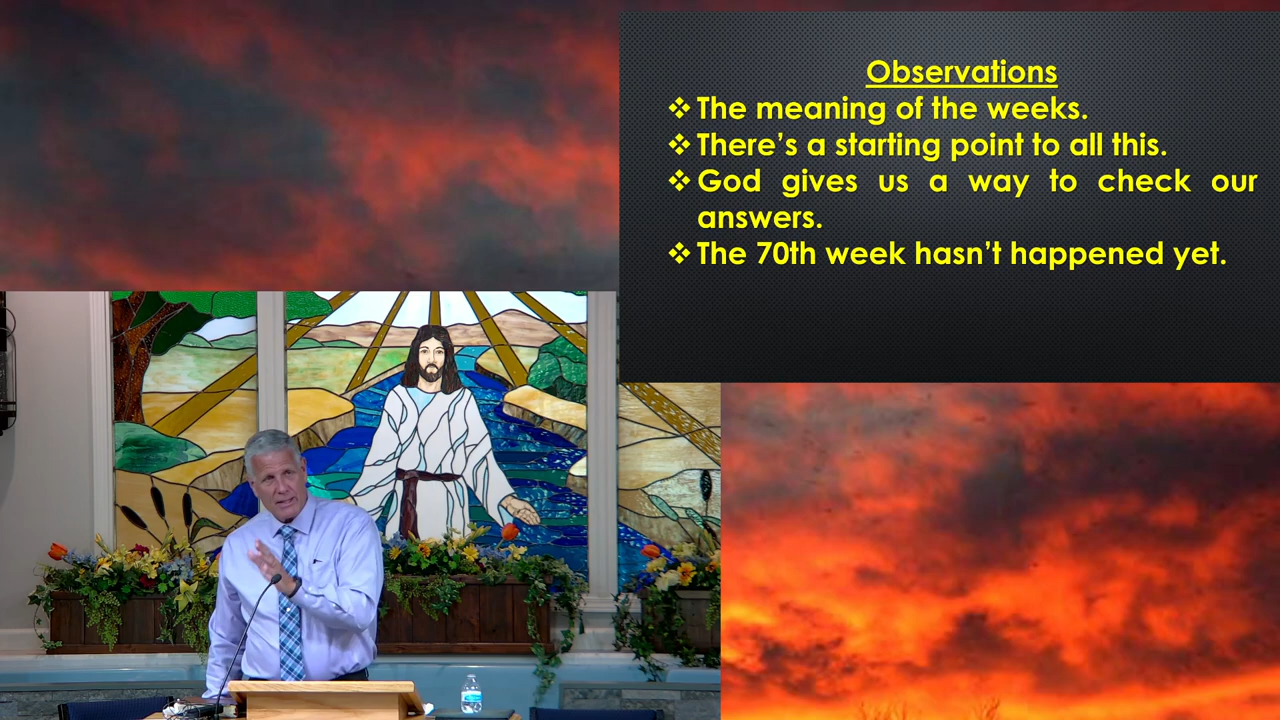 Observations
❖ The meaning of the weeks.
❖ There’s a starting point to all this.
❖ God gives us a way to check our
answers.
❖ The 70th week hasn’t happened yet.